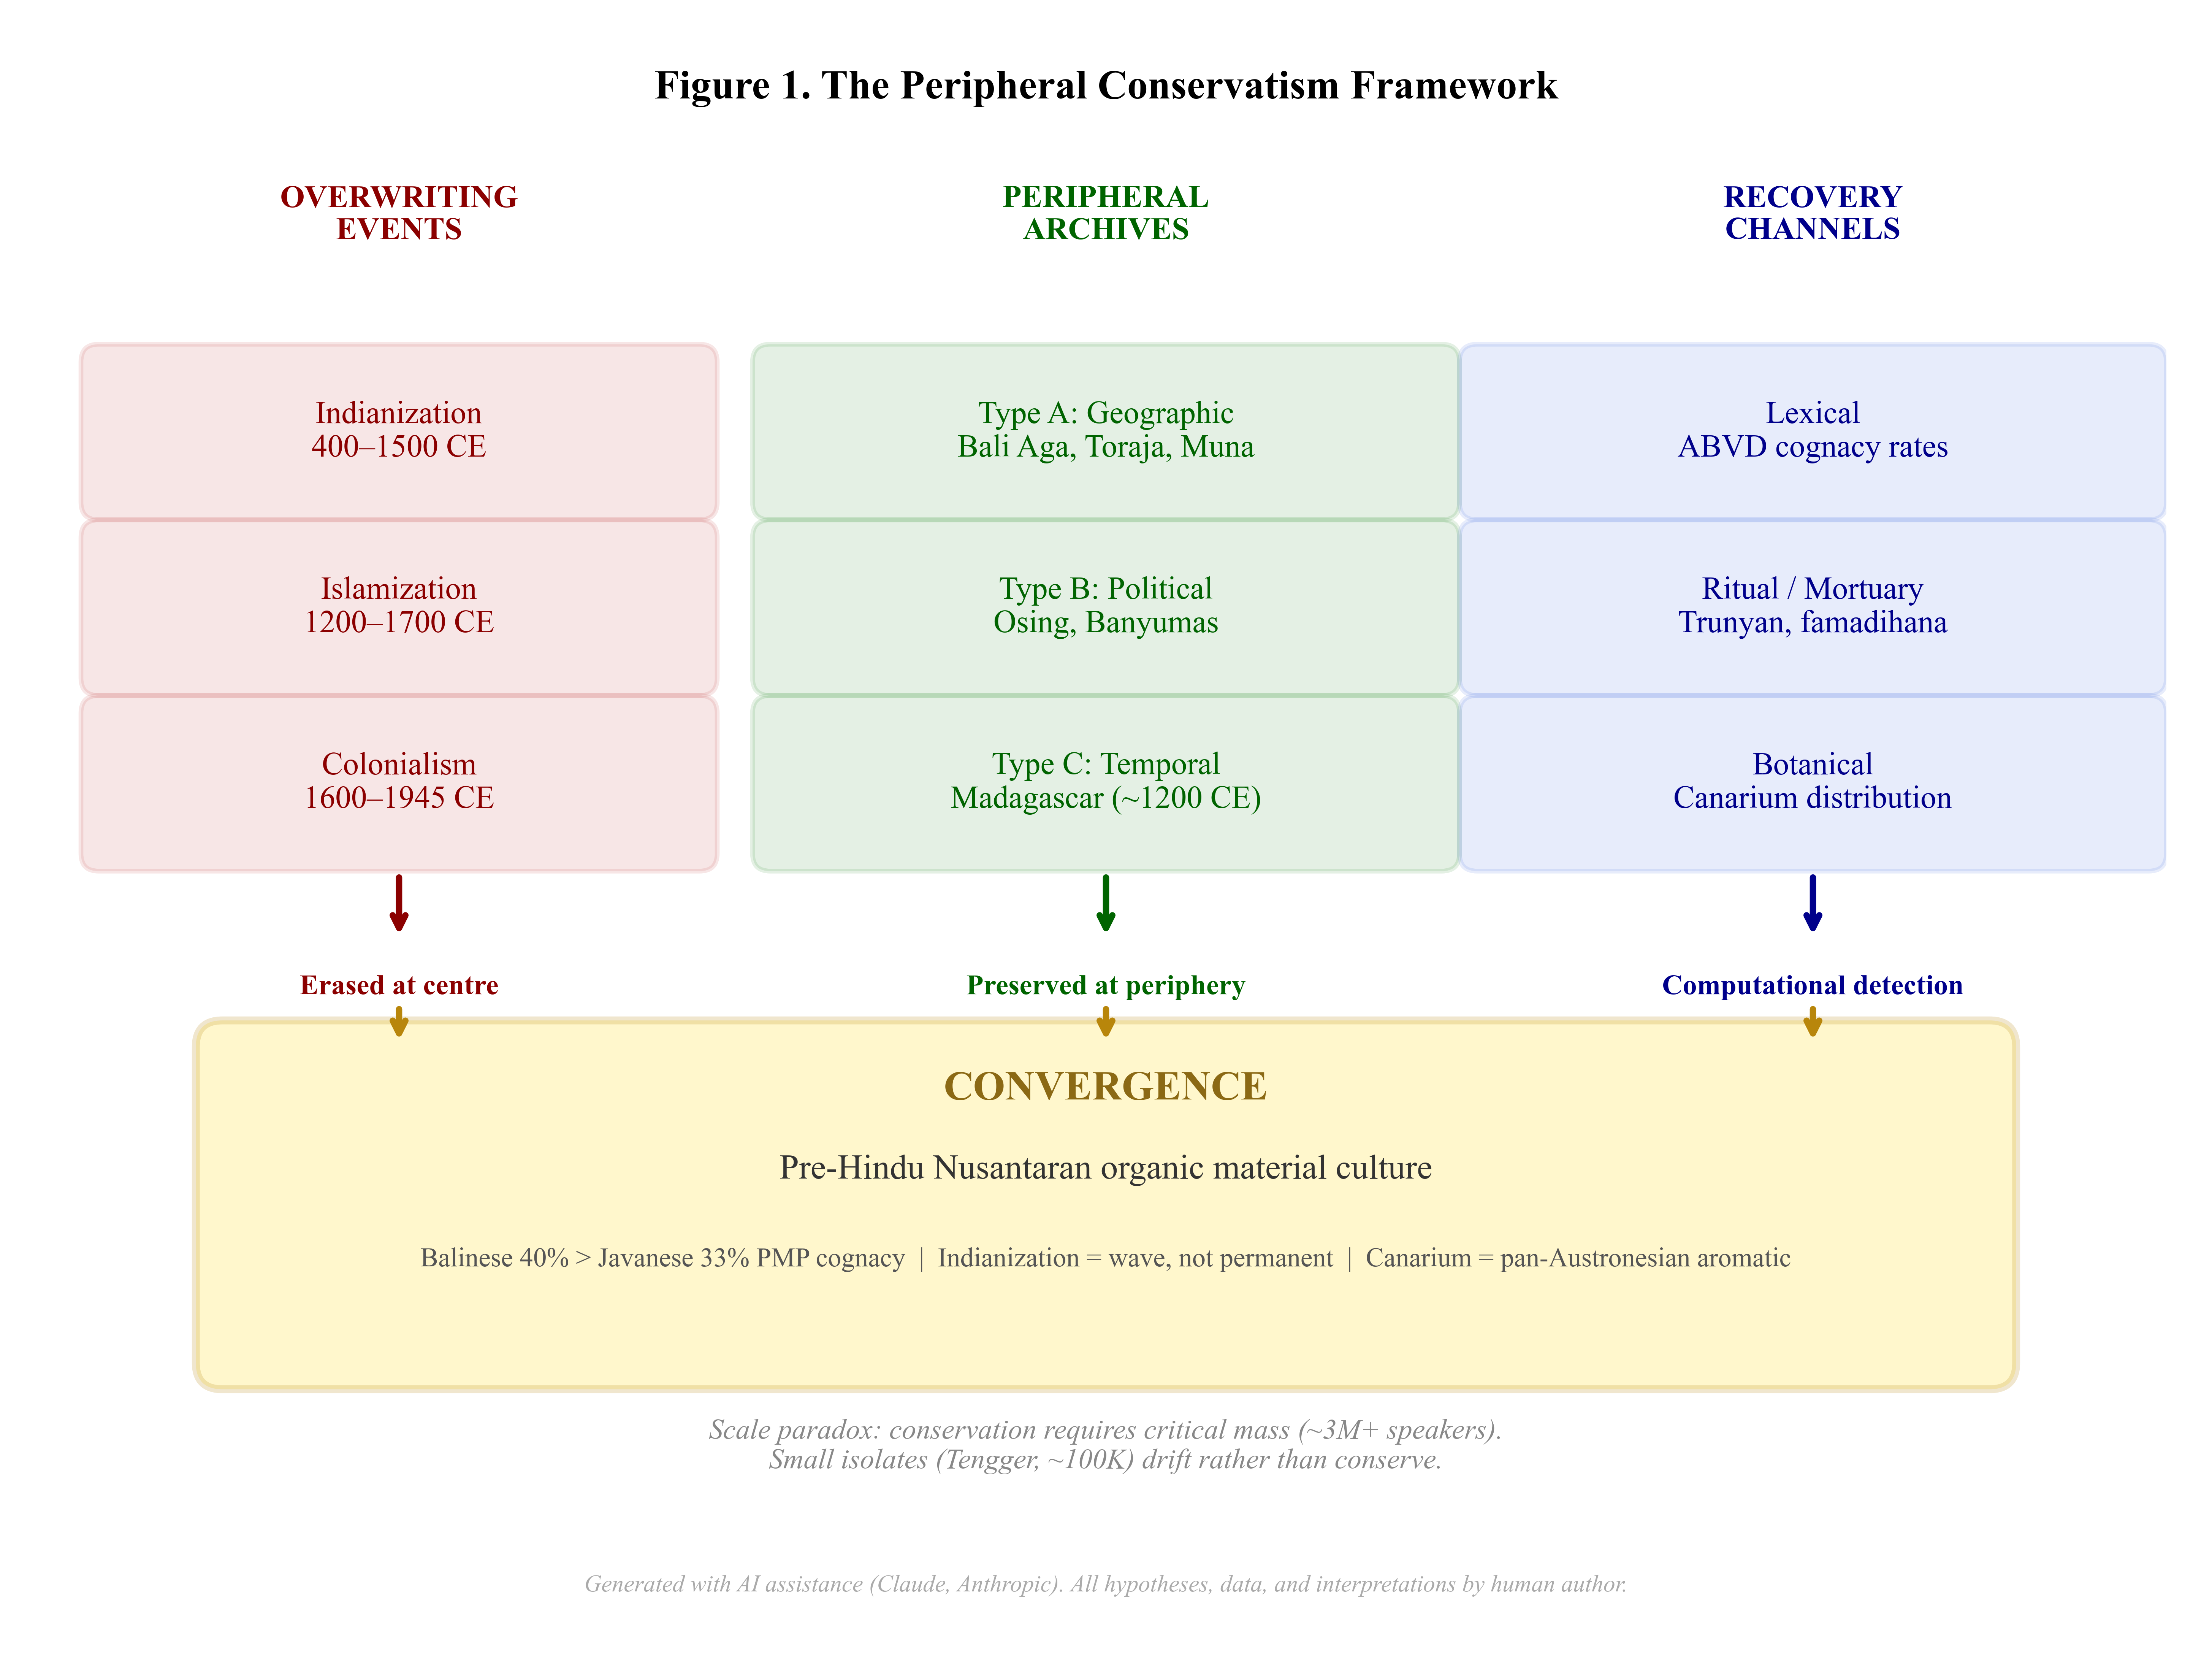 Figure 1. The Peripheral Conservatism Framework
OVERWRITING
EVENTS
PERIPHERAL
ARCHIVES
RECOVERY
CHANNELS
Indianization
400–1500 CE
Type A: Geographic
Bali Aga, Toraja, Muna
Lexical
ABVD cognacy rates
Islamization
1200–1700 CE
Type B: Political
Osing, Banyumas
Ritual / Mortuary
Trunyan, famadihana
Colonialism
1600–1945 CE
Type C: Temporal
Madagascar (~1200 CE)
Botanical
Canarium distribution
Erased at centre
Preserved at periphery
Computational detection
CONVERGENCE
Pre-Hindu Nusantaran organic material culture
Balinese 40% > Javanese 33% PMP cognacy | Indianization = wave, not permanent | Canarium = pan-Austronesian aromatic
Scale paradox: conservation requires critical mass (~3M+ speakers).
Small isolates (Tengger, ~100K) drift rather than conserve.
Generated with AI assistance (Claude, Anthropic). All hypotheses, data, and interpretations by human author.